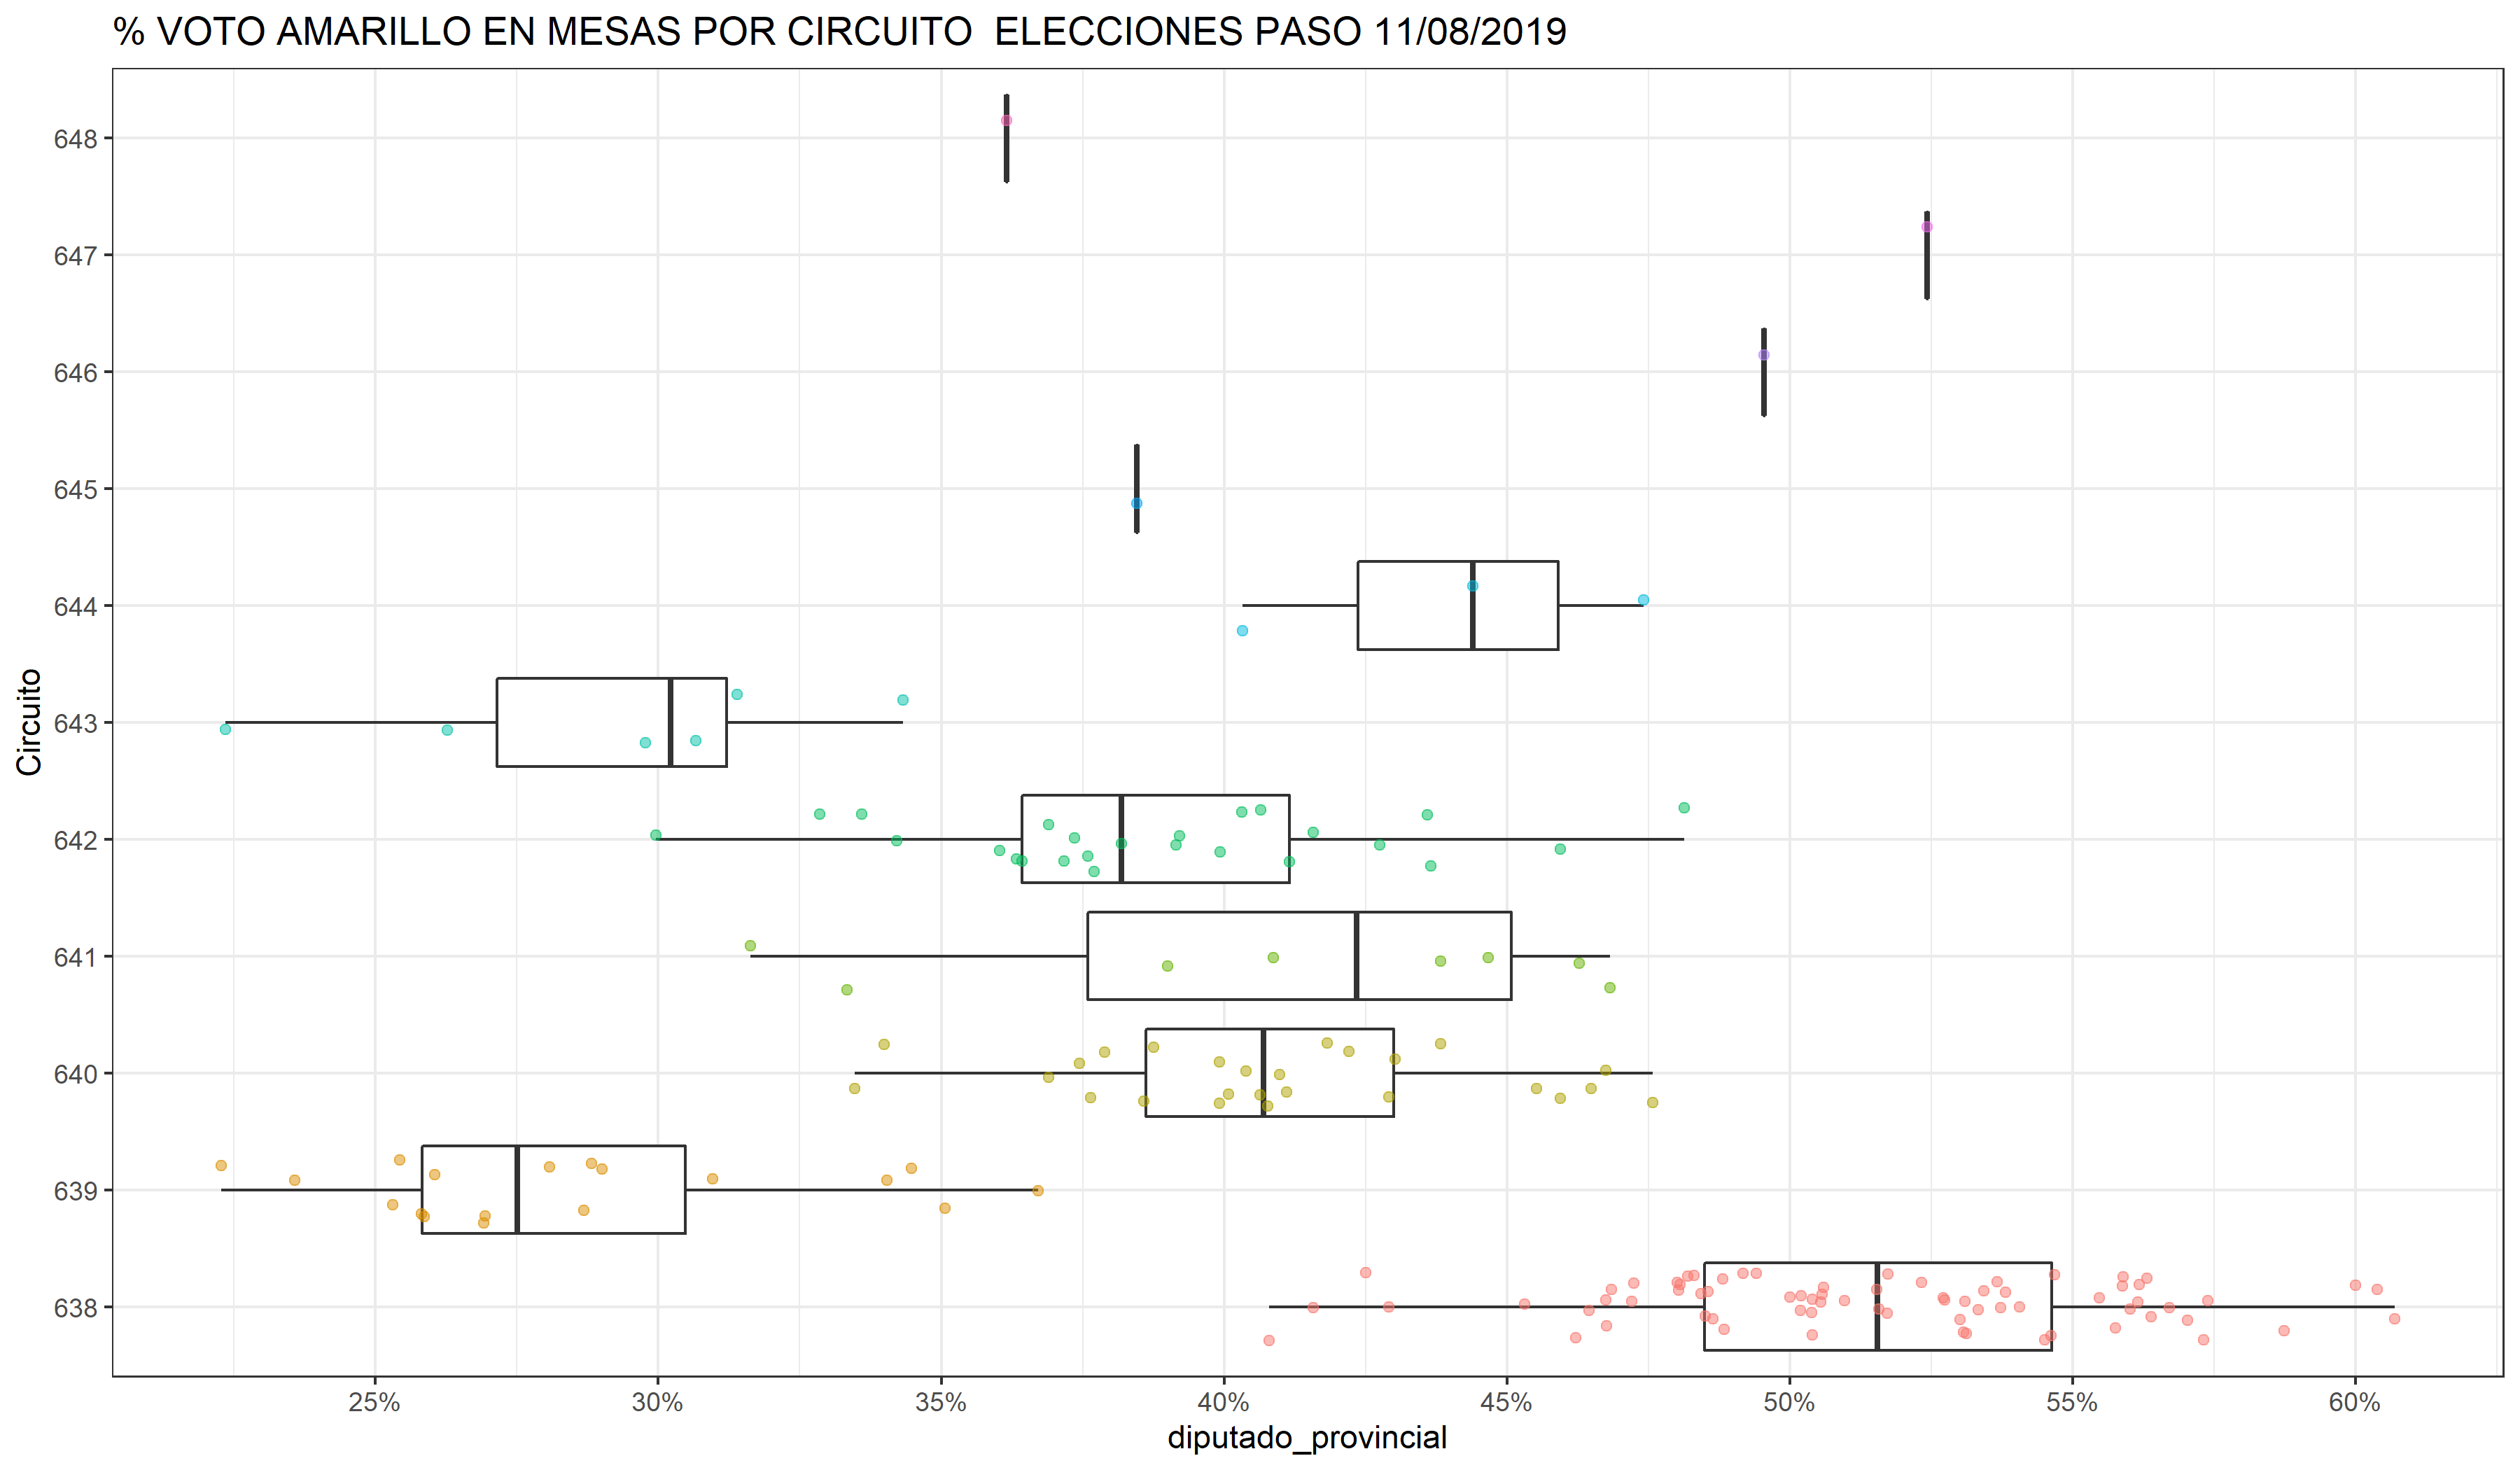 % VOTO AMARILLO EN MESAS POR CIRCUITO  ELECCIONES PASO 11/08/2019
648
647
646
645
644
643
642
641
640
639
638
Circuito
25% 30% 35% 40% 45% 50% 55% 60%
diputado_provincial